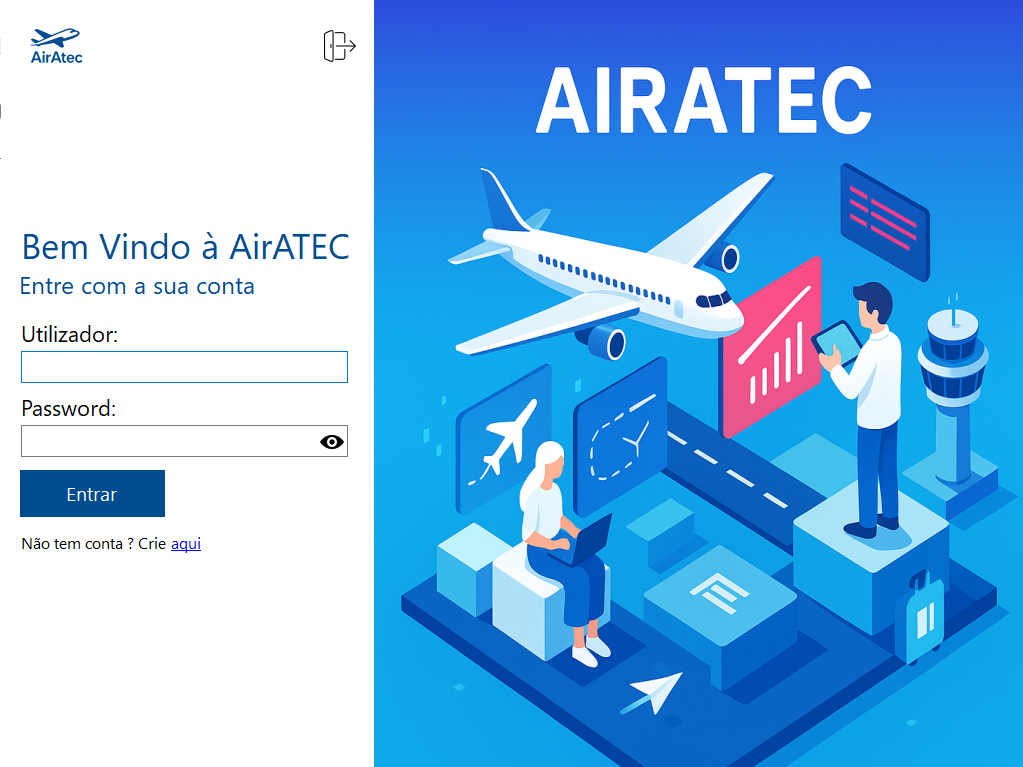 AirAtec
AIRATEC
Bem Vindo à AirATEC
Entre com a sua conta
Utilizador:
Password:
Entrar
Não tem conta ? Crie aqui